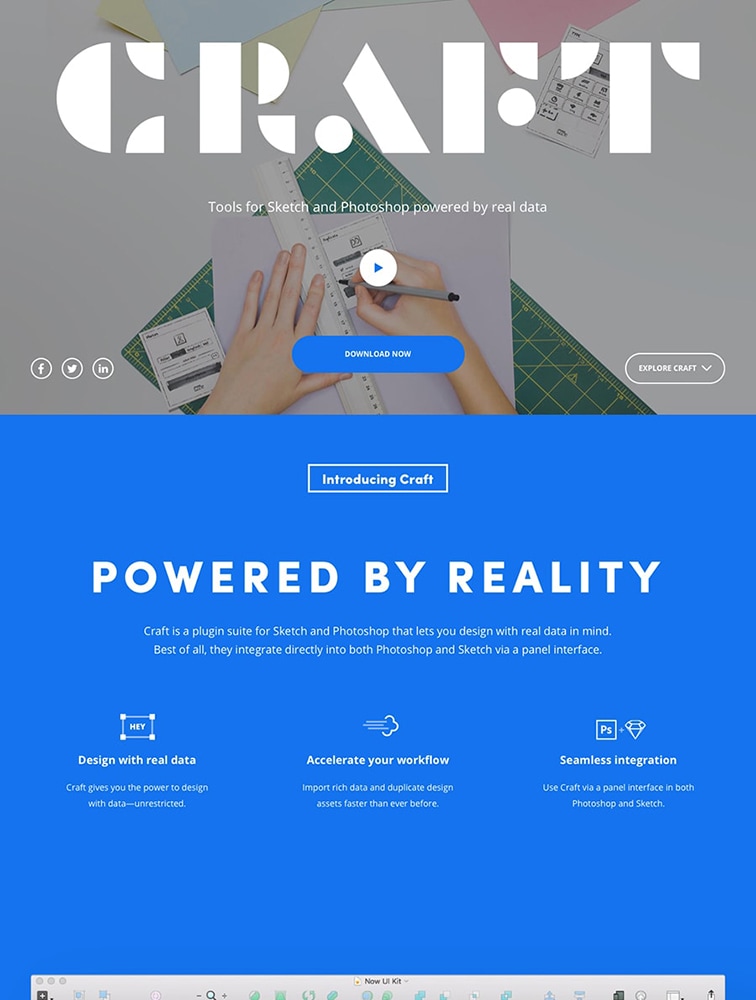 CRAFT
Tools for Sketch and Photoshop powered by real data
DOWNLOAD NOW
EXPLORE CRAFT
Introducing Craft
POWERED BY REALITY
Craft is a plugin suite for Sketch and Photoshop that lets you design with real data in mind.
Best of all, they integrate directly into both Photoshop and Sketch via a panel interface.
HEY
Ps
Design with real data
Accelerate your workflow
Seamless integration
Craft gives you the power to design
with data—unrestricted.
Import rich data and duplicate design
assets faster than ever before.
Use Craft via a panel interface in both
Photoshop and Sketch.
Now UI Kit